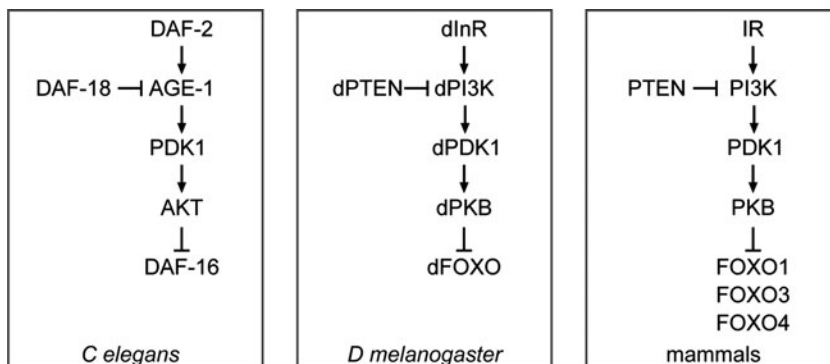 DAF-2
DAF-18 AGE-1
PDK1
AKT
DAF-16
C elegans
dInR
dPTEN dPI3K
dPDK1
dPKB
dFOXO
D melanogaster
IR
PTEN PI3K
PDK1
PKB
FOXO1
FOXO3
FOXO4
mammals